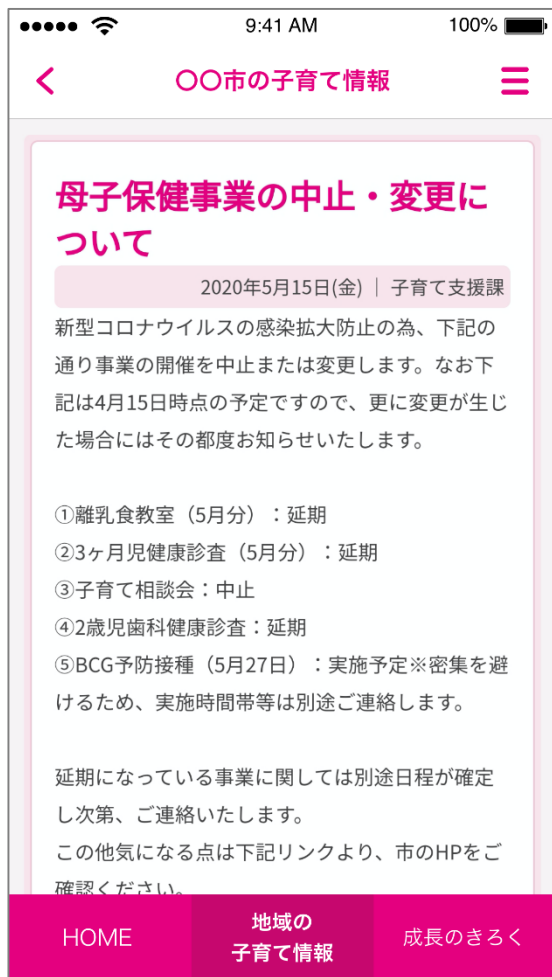 9:41 AM 100%
〇〇市の子育て情報
母子保健事業の中止・変更に
ついて
2020年5月15日(金)｜子育て支援課
新型コロナウイルスの感染拡大防止の為、下記の
通り事業の開催を中止または変更します。なお下
記は4月15日時点の予定ですので、更に変更が生じ
た場合にはその都度お知らせいたします。
①離乳食教室（5月分）：延期
②3ヶ月児健康診査（5月分）：延期
③子育て相談会：中止
④2歳児歯科健康診査：延期
⑤BCG予防接種（5月27日）：実施予定※密集を避
けるため、実施時間帯等は別途ご連絡します。
延期になっている事業に関しては別途日程が確定
し次第、ご連絡いたします。
この他気になる点は下記リンクより、市のHPをご
確認ください。
HOME
地域の
子育て情報
成長のきろく